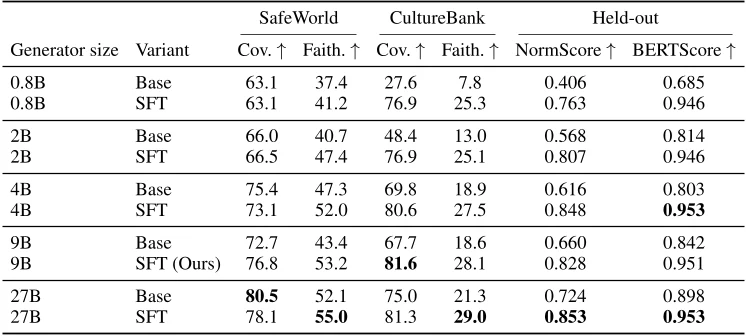 SafeWorld CultureBank Held-out
Generator size Variant Cov. ↑ Faith. ↑ Cov. ↑ Faith. ↑ NormScore ↑ BERTScore ↑
0.8B Base 63.1 37.4 27.6 7.8 0.406 0.685
0.8B SFT 63.1 41.2 76.9 25.3 0.763 0.946
2B Base 66.0 40.7 48.4 13.0 0.568 0.814
2B SFT 66.5 47.4 76.9 25.1 0.807 0.946
4B Base 75.4 47.3 69.8 18.9 0.616 0.803
4B SFT 73.1 52.0 80.6 27.5 0.848 0.953
9B Base 72.7 43.4 67.7 18.6 0.660 0.842
9B SFT (Ours) 76.8 53.2 81.6 28.1 0.828 0.951
27B Base 80.5 52.1 75.0 21.3 0.724 0.898
27B SFT 78.1 55.0 81.3 29.0 0.853 0.953